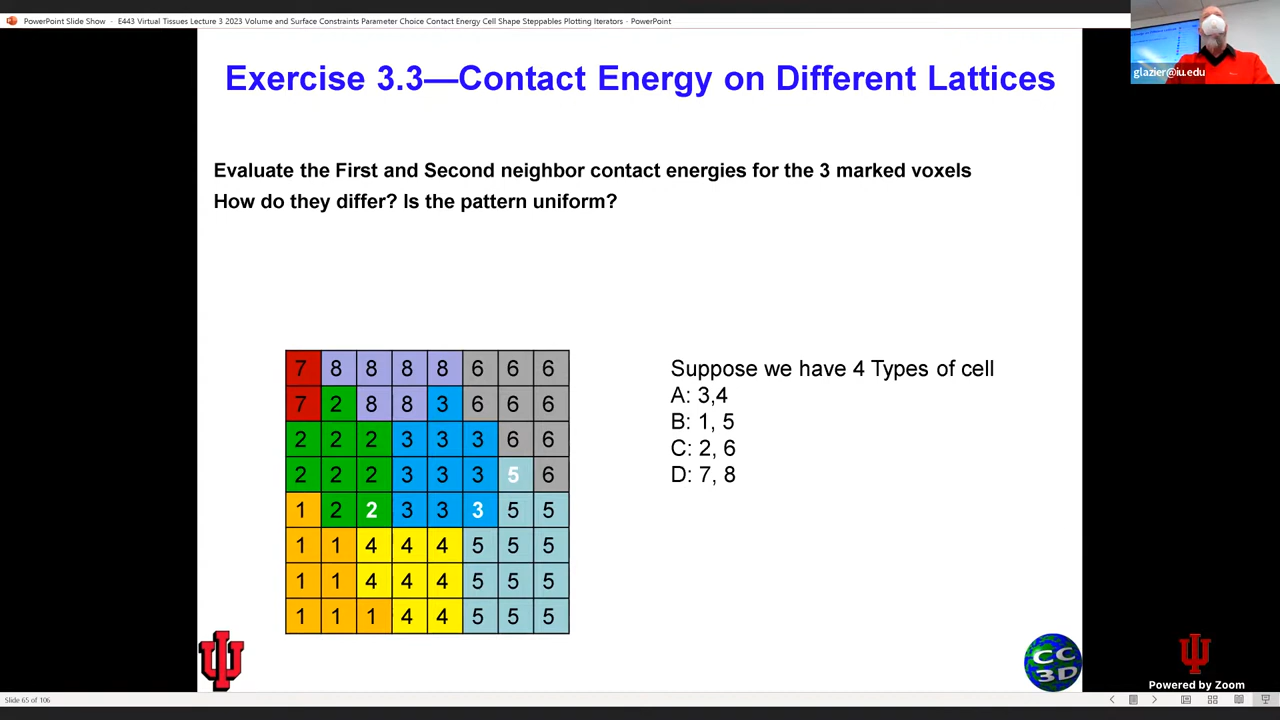 PowerPoint Slide Show - E443 Virtual Tissues Lecture 3 2023 Volume and Surface Constraints Parameter Choice Contact Energy Cell Shape Steppables Plotting Iterators - PowerPoint
glazier@iu.edu
Exercise 3.3—Contact Energy on Different Lattices
Evaluate the First and Second neighbor contact energies for the 3 marked voxels
How do they differ? Is the pattern uniform?
7 8 8 8 8 6 6 6
7 2 8 8 3 6 6 6
2 2 2 3 3 3 6 6
2 2 2 3 3 3 5 6
1 2 2 3 3 3 5 5
1 1 4 4 4 5 5 5
1 1 4 4 4 5 5 5
1 1 1 4 4 5 5 5
Suppose we have 4 Types of cell
A: 3,4
B: 1, 5
C: 2, 6
D: 7, 8
CC
3D
Powered by Zoom
Slide 65 of 106